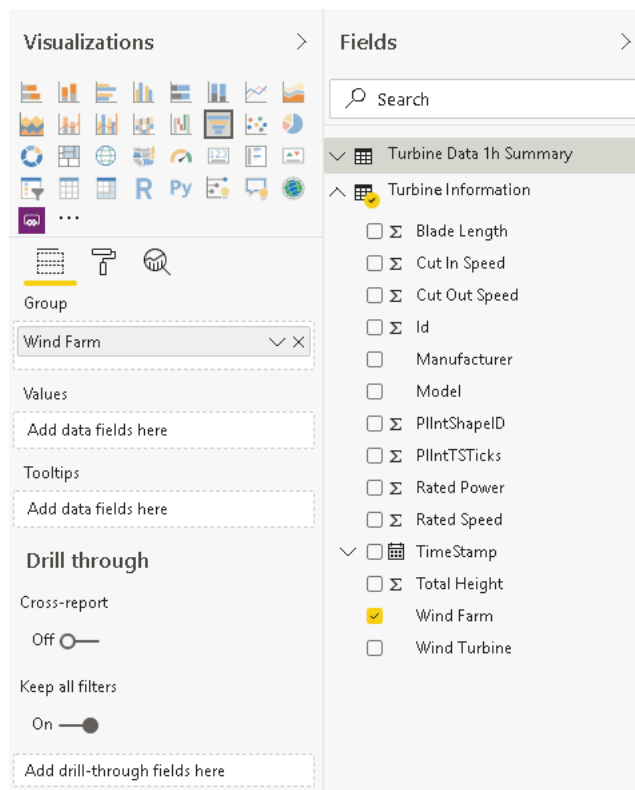 Visualizations
Group
Wind Farm
Values
Add data fields here
Tooltips
Add data fields here
Drill through
Cross-report
Off
Keep all filters
On
Add drill-through fields here
R
Py
123
...
Fields
Search
Turbine Data 1h Summary
Turbine Information
Σ Blade Length
Σ Cut In Speed
Σ Cut Out Speed
Σ Id
Manufacturer
Model
Σ PIIntShapeID
Σ PIIntTSTicks
Σ Rated Power
Σ Rated Speed
TimeStamp
Σ Total Height
Wind Farm
Wind Turbine